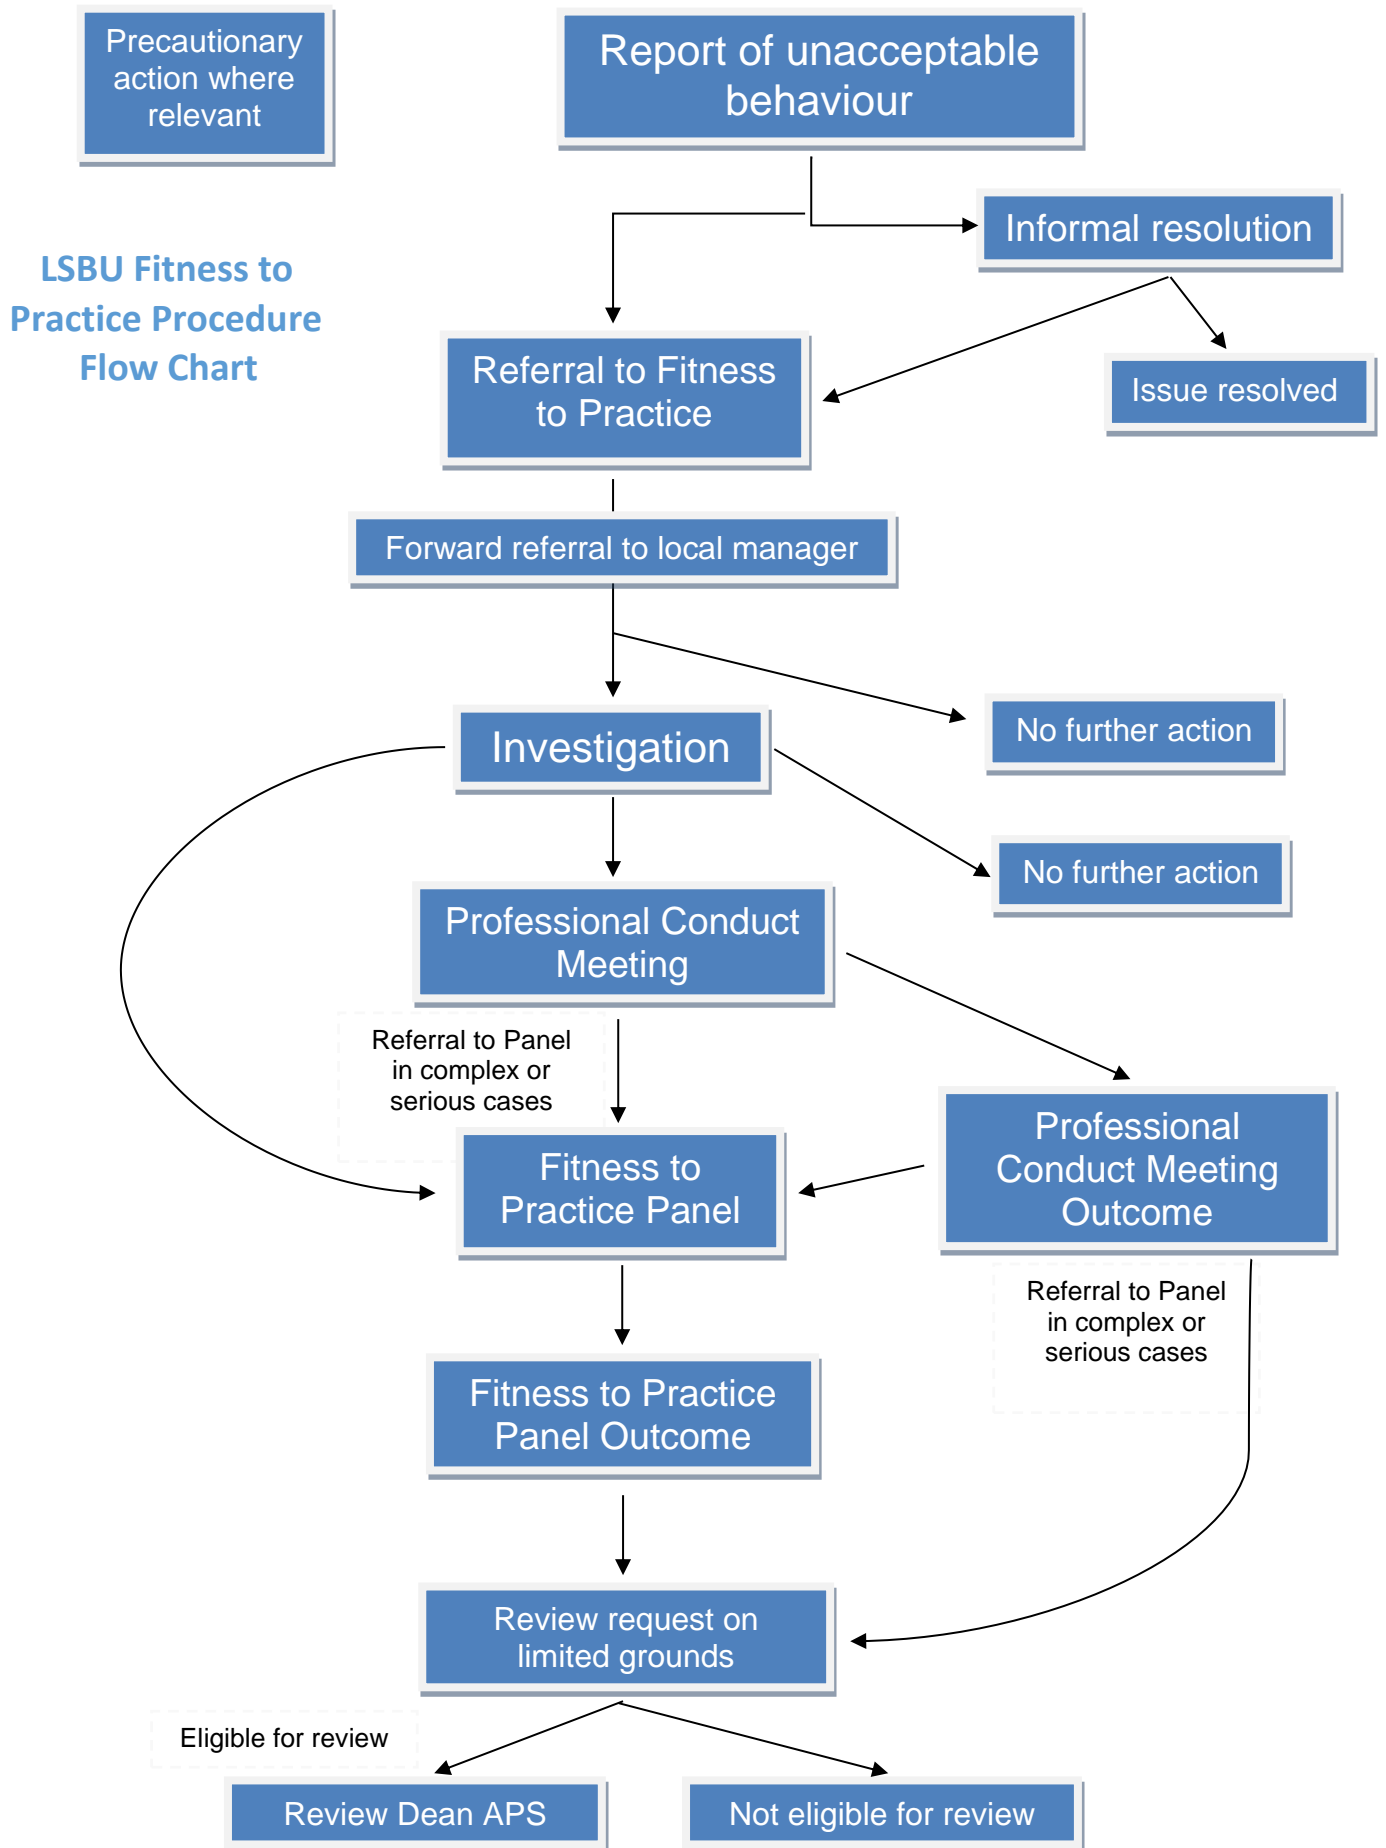 Precautionary
action where
relevant
Report of unacceptable
behaviour
Informal resolution
LSBU Fitness to
Practice Procedure
Flow Chart
Referral to Fitness
to Practice
Issue resolved
Forward referral to local manager
No further action
Investigation
No further action
Professional Conduct
Meeting
Referral to Panel
in complex or
serious cases
Professional
Conduct Meeting
Outcome
Fitness to
Practice Panel
Referral to Panel
in complex or
serious cases
Fitness to Practice
Panel Outcome
Review request on
limited grounds
Eligible for review
Review Dean APS
Not eligible for review